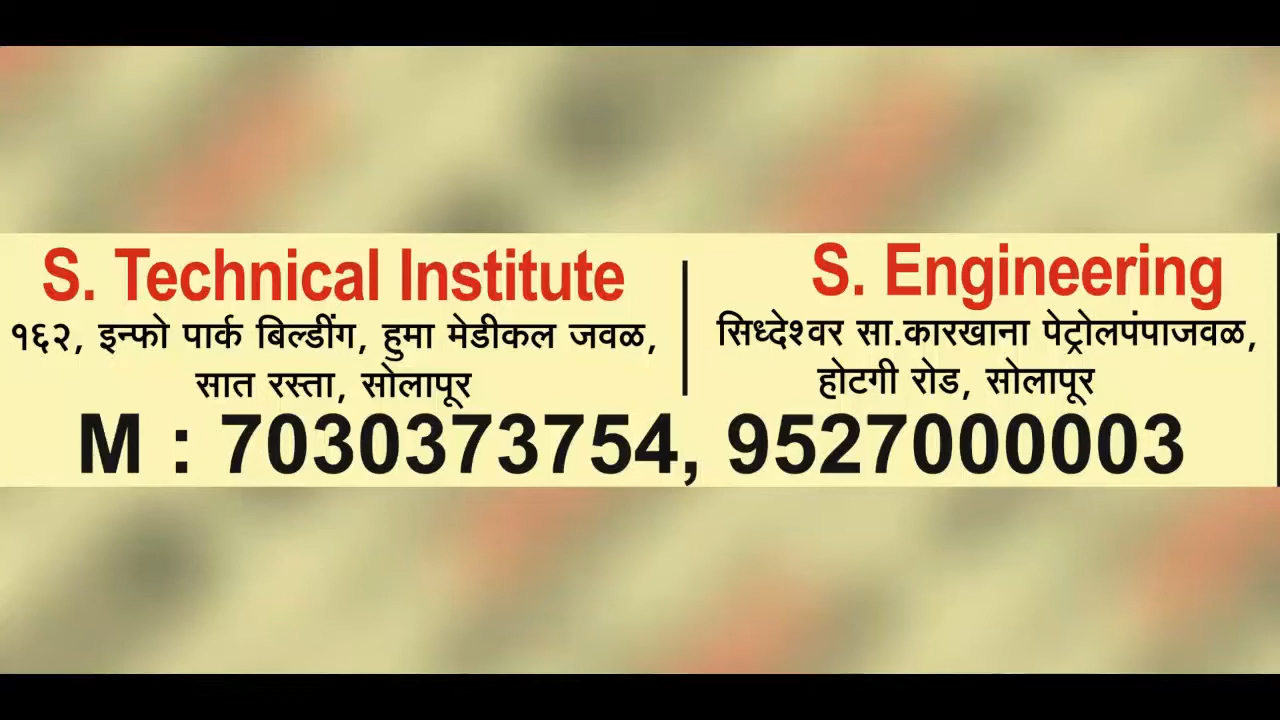 S. Technical Institute
१६२, इन्फो पार्क बिल्डींग, हुमा मेडीकल जवळ,
सात रस्ता, सोलापूर
S. Engineering
सिध्देश्वर सा.कारखाना पेट्रोलपंपाजवळ,
होटगी रोड, सोलापूर
M : 7030373754, 9527000003